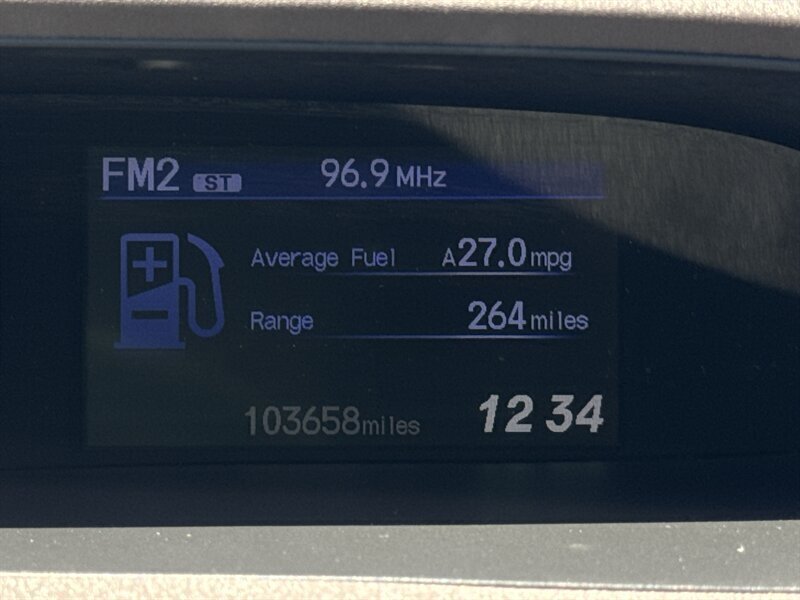 FM2 ST 96.9 MHz
Average Fuel A27.0 mpg
Range 264 miles
103658 miles 12 34